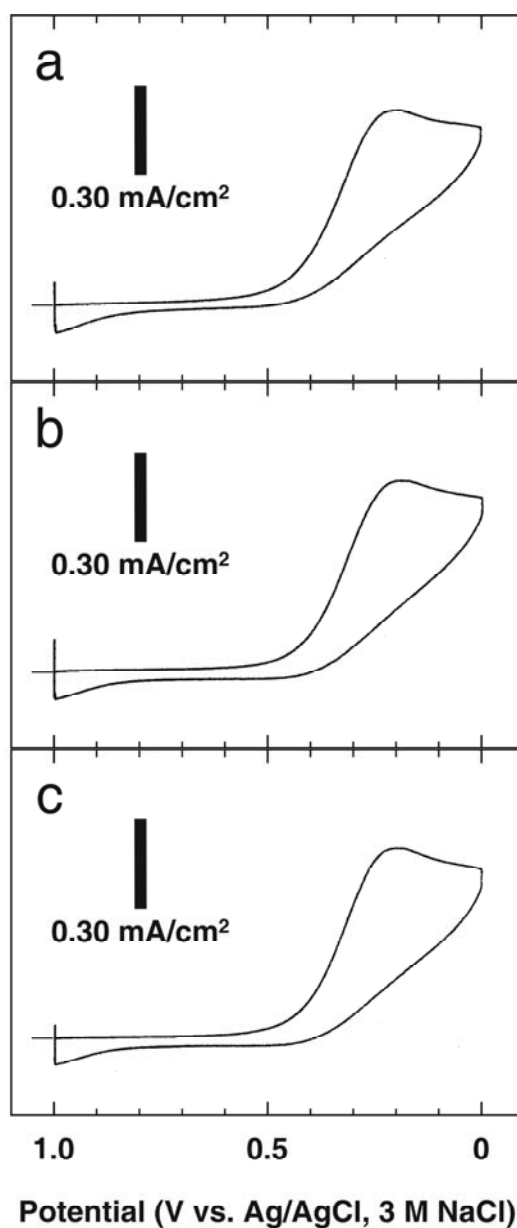 a
0.30 mA/cm²
b
0.30 mA/cm²
c
0.30 mA/cm²
1.0 0.5 0
Potential (V vs. Ag/AgCl, 3 M NaCl)